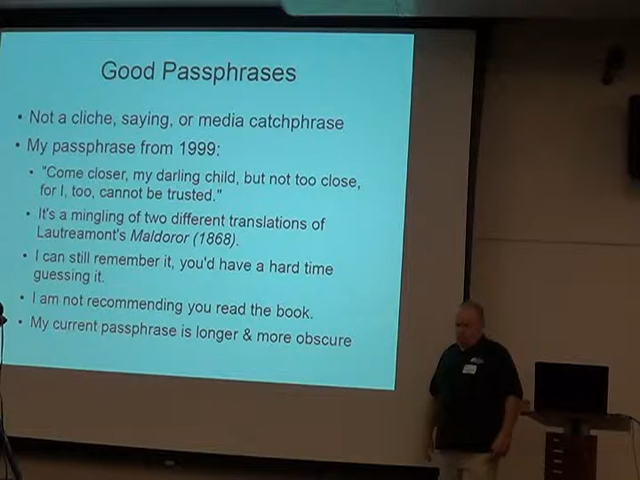 Good Passphrases
• Not a cliche, saying, or media catchphrase
• My passphrase from 1999:
• "Come closer, my darling child, but not too close,
for I, too, cannot be trusted."
• It's a mingling of two different translations of
Lautreamont's Maldoror (1868).
• I can still remember it, you'd have a hard time
guessing it.
• I am not recommending you read the book.
• My current passphrase is longer & more obscure